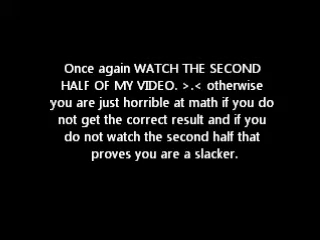 Once again WATCH THE SECOND
HALF OF MY VIDEO. >.< otherwise
you are just horrible at math if you do
not get the correct result and if you
do not watch the second half that
proves you are a slacker.